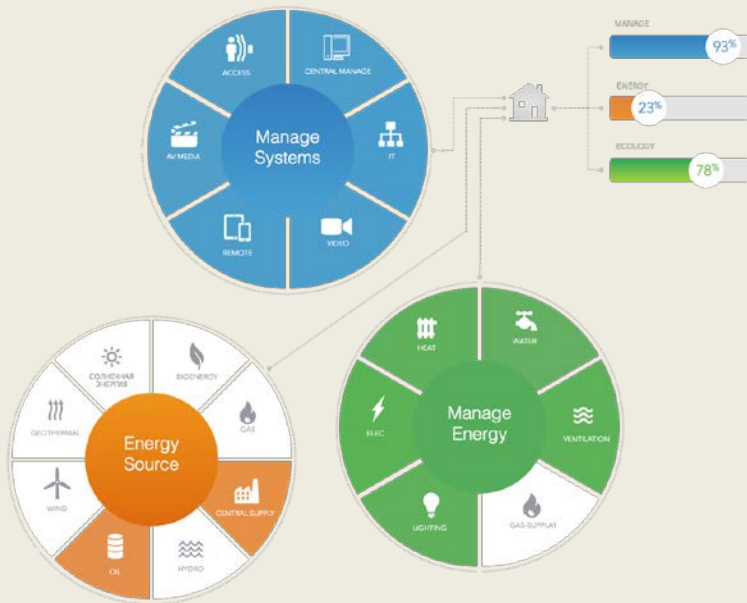 MANAGE
93%
ENERGY
23%
ECOLOGY
78%
ACCESS
CENTRAL MANAGE
AV MEDIA
Manage
Systems
IT
REMOTE
VIDEO
СОЛНЕЧНАЯ
ЭНЕРГИЯ
BIOENERGY
GEOTHERMAL
GAS
Energy
Source
WIND
CENTRAL SUPPLY
OIL
HYDRO
HEAT
WATER
ELEC
Manage
Energy
VENTILATION
LIGHTING
GAS-SUPPLAY